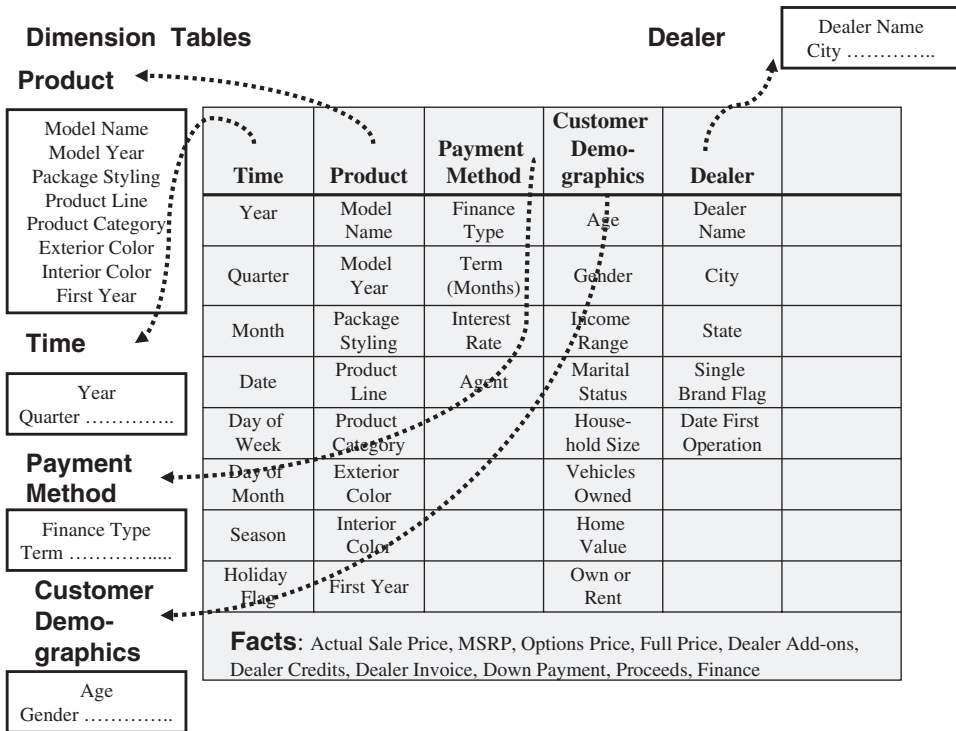 Dimension Tables
Product
Model Name
Model Year
Package Styling
Product Line
Product Category
Exterior Color
Interior Color
First Year
Time
Year
Quarter …………..
Payment
Method
Finance Type
Term ………….....
Customer
Demo-
graphics
Age
Gender …………..
Dealer
Dealer Name
City …………..
Time
Product
Payment
Method
Customer
Demo-
graphics
Dealer
Year
Model
Name
Finance
Type
Age
Dealer
Name
Quarter
Model
Year
Term
(Months)
Gender
City
Month
Package
Styling
Interest
Rate
Income
Range
State
Date
Product
Line
Agent
Marital
Status
Single
Brand Flag
Day of
Week
Product
Category
House-
hold Size
Date First
Operation
Day of
Month
Exterior
Color
Vehicles
Owned
Season
Interior
Color
Home
Value
Holiday
Flag
First Year
Own or
Rent
Facts: Actual Sale Price, MSRP, Options Price, Full Price, Dealer Add-ons,
Dealer Credits, Dealer Invoice, Down Payment, Proceeds, Finance